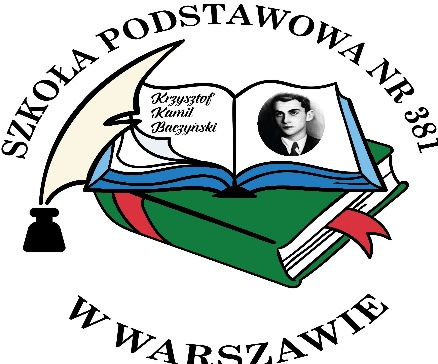 SZKOŁA PODSTAWOWA NR 381
Krzysztof
Kamil
Baczyński
W WARSZAWIE